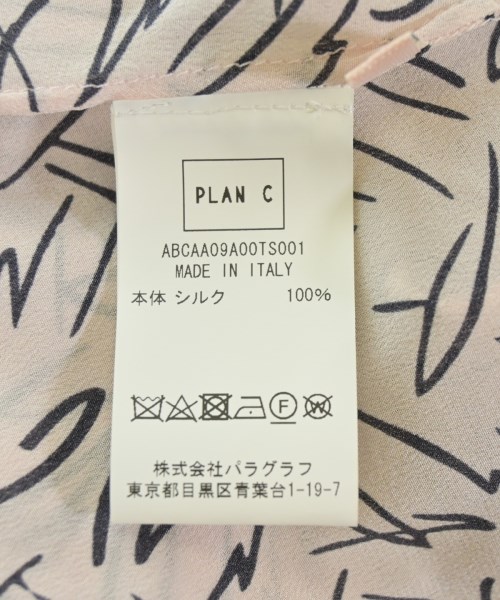 PLAN C
ABCAA09A00TS001
MADE IN ITALY
本体 シルク 100%
F W
株式会社パラグラフ
東京都目黒区青葉台1-19-7